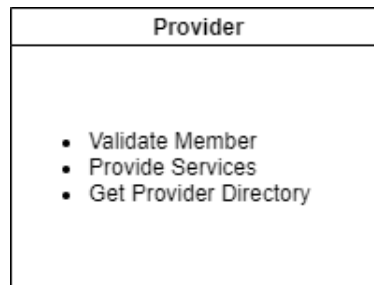 Provider
• Validate Member
• Provide Services
• Get Provider Directory